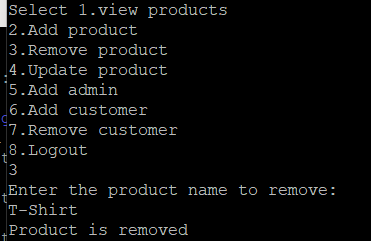 Select 1.view products
2.Add product
3.Remove product
4.Update product
5.Add admin
6.Add customer
7.Remove customer
8.Logout
3
Enter the product name to remove:
T-Shirt
Product is removed